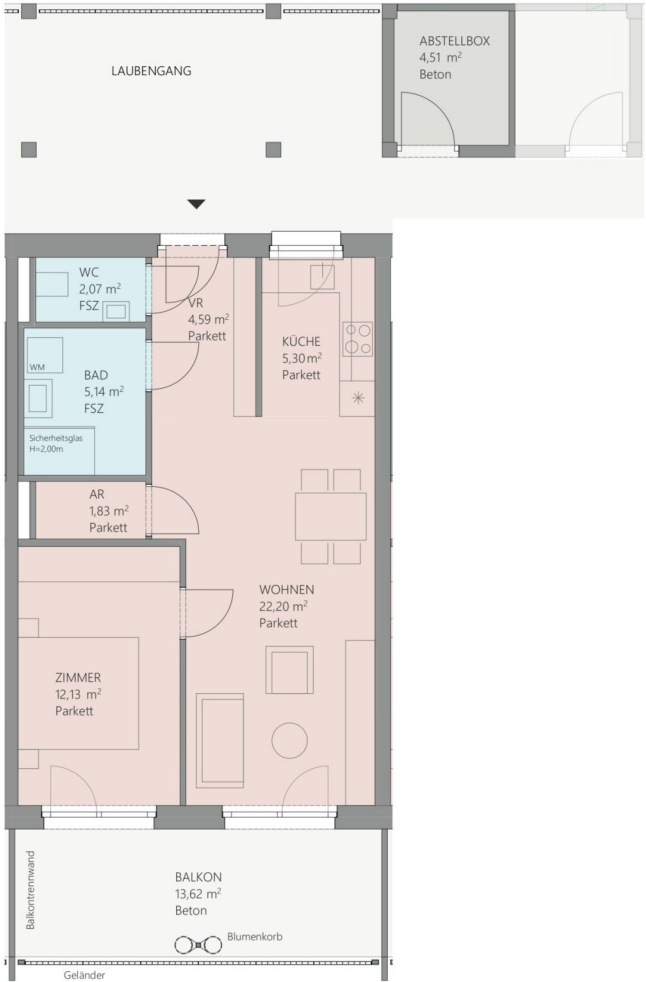 LAUBENGANG
ABSTELLBOX
4,51 m²
Beton
WC
2,07 m²
FSZ
VR
4,59 m²
Parkett
KÜCHE
5,30 m²
Parkett
WM
BAD
5,14 m²
FSZ
Sicherheitsglas
H=2,00m
AR
1,83 m²
Parkett
WOHNEN
22,20 m²
Parkett
ZIMMER
12,13 m²
Parkett
Balkontrennwand
BALKON
13,62 m²
Beton
Blumenkorb
Geländer